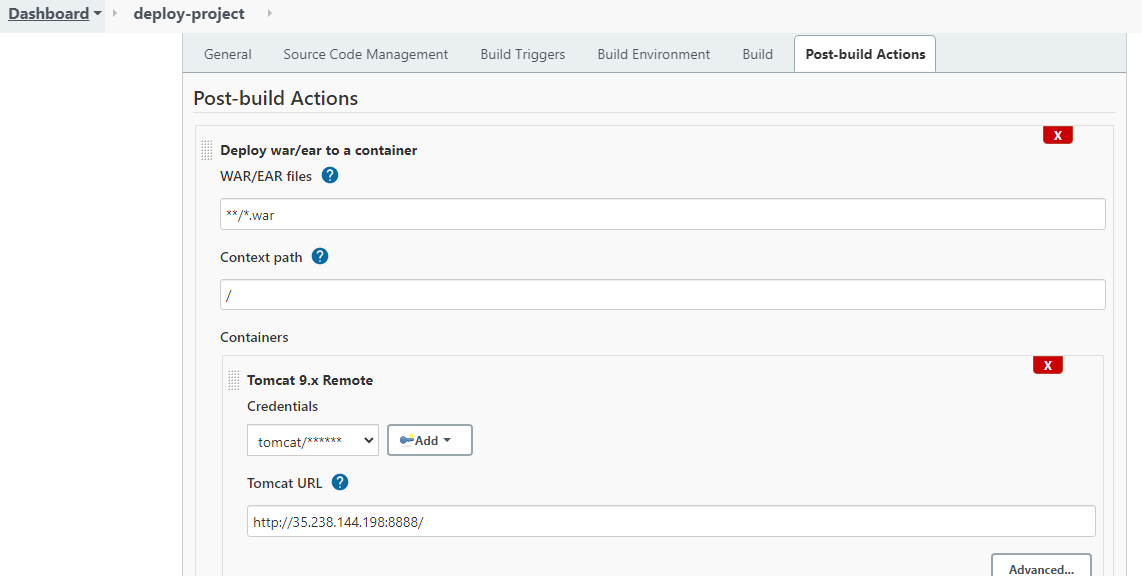 Dashboard deploy-project
General Source Code Management Build Triggers Build Environment Build Post-build Actions
Post-build Actions
X
Deploy war/ear to a container
WAR/EAR files ?
**/*.war
Context path ?
/
Containers
X
Tomcat 9.x Remote
Credentials
tomcat/****** Add
Tomcat URL ?
http://35.238.144.198:8888/
Advanced...